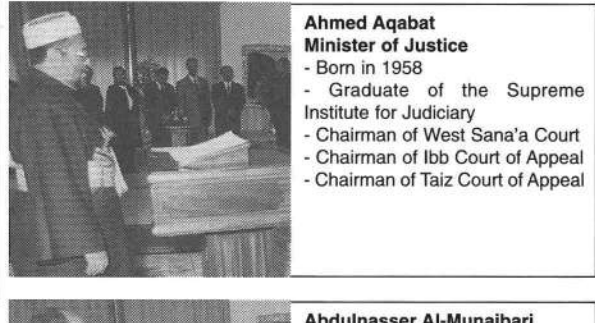 Ahmed Aqabat
Minister of Justice
- Born in 1958
- Graduate of the Supreme
Institute for Judiciary
- Chairman of West Sana'a Court
- Chairman of Ibb Court of Appeal
- Chairman of Taiz Court of Appeal
Abdulnasser Al-Munaibari